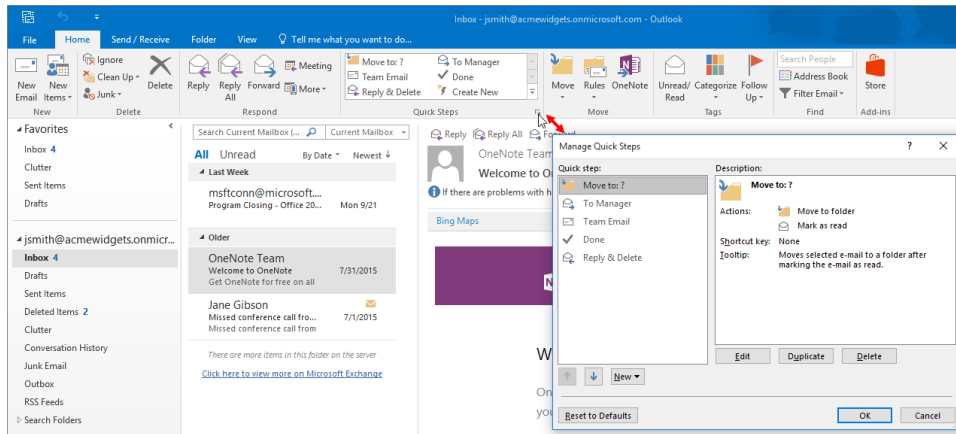 Inbox - jsmith@acmewidgets.onmicrosoft.com - Outlook
File Home Send / Receive Folder View Tell me what you want to do...
New Email
New Items
Ignore
Clean Up
Junk
Delete
Reply
Reply All
Forward
Meeting
More
Move to: ?
Team Email
Reply & Delete
To Manager
Done
Create New
Move
Rules
OneNote
Unread/ Read
Categorize
Follow Up
Search People
Address Book
Filter Email
Store
New Delete Respond Quick Steps Move Tags Find Add-ins
Favorites
Inbox 4
Clutter
Sent Items
Drafts
jsmith@acmewidgets.onmicr...
Inbox 4
Drafts
Sent Items
Deleted Items 2
Clutter
Conversation History
Junk Email
Outbox
RSS Feeds
Search Folders
Search Current Mailbox (... Current Mailbox
All Unread By Date Newest
Last Week
msftconn@microsoft....
Program Closing - Office 20... Mon 9/21
Older
OneNote Team
Welcome to OneNote 7/31/2015
Get OneNote for free on all
Jane Gibson
Missed conference call fro... 7/1/2015
Missed conference call from
There are more items in this folder on the server
Click here to view more on Microsoft Exchange
Reply Reply All
OneNote Team
Welcome to O
If there are problems with h
Bing Maps
N
W
On
you
Manage Quick Steps ?
Quick step:
Move to: ?
To Manager
Team Email
Done
Reply & Delete
New
Reset to Defaults
Description:
Move to: ?
Actions: Move to folder
Mark as read
Shortcut key: None
Tooltip: Moves selected e-mail to a folder after
marking the e-mail as read.
Edit Duplicate Delete
OK Cancel